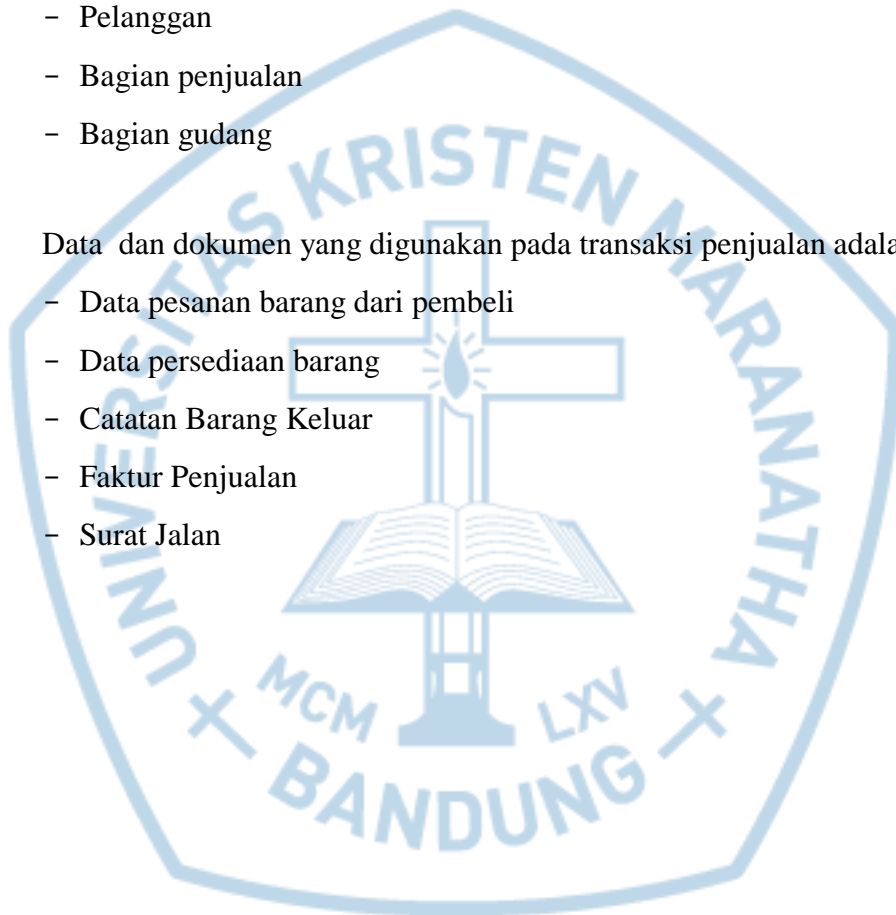 - Pelanggan
- Bagian penjualan
- Bagian gudang
Data dan dokumen yang digunakan pada transaksi penjualan adala
- Data pesanan barang dari pembeli
- Data persediaan barang
- Catatan Barang Keluar
- Faktur Penjualan
- Surat Jalan
UNIVERSITAS KRISTEN MARANATHA
MCM LXV
BANDUNG